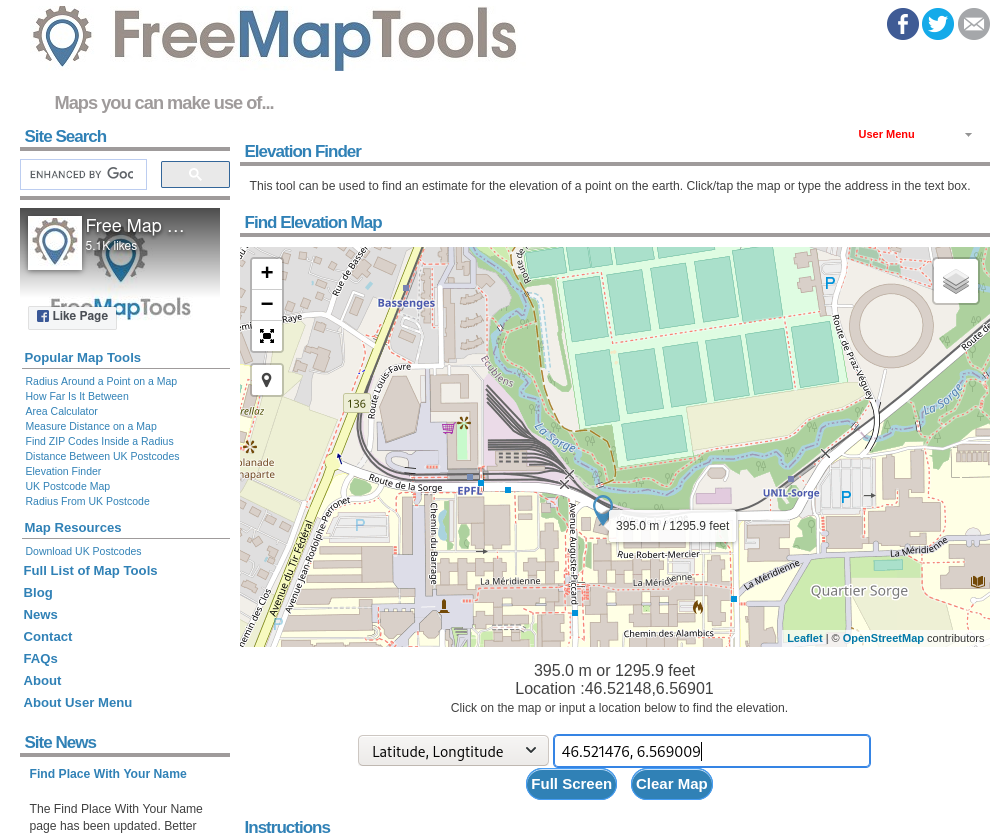 FreeMapTools
Maps you can make use of...
Site Search
ENHANCED BY Goo
Free Map …
5.1K likes
FreeMapTools
Like Page
Popular Map Tools
Radius Around a Point on a Map
How Far Is It Between
Area Calculator
Measure Distance on a Map
Find ZIP Codes Inside a Radius
Distance Between UK Postcodes
Elevation Finder
UK Postcode Map
Radius From UK Postcode
Map Resources
Download UK Postcodes
Full List of Map Tools
Blog
News
Contact
FAQs
About
About User Menu
Site News
Find Place With Your Name
The Find Place With Your Name
page has been updated. Better
User Menu
Elevation Finder
This tool can be used to find an estimate for the elevation of a point on the earth. Click/tap the map or type the address in the text box.
Find Elevation Map
+
−
Rue de Basse
Bassenges
Raye
Route Louis-Favre
136
Ecublens
La Sorge
La Sorge
Route de Praz-Véguey
Route de
P
P
P
P
relaz
planade
naparte
Route de la Sorge
EPFL
UNIL-Sorge
395.0 m / 1295.9 feet
Avenue du Tir Fédéral
Avenue Jean-Rodolphe-Perronet
Chemin du Barrage
Avenue Auguste-Piccard
Rue Robert-Mercier
La Méridienne
La Méridienne
La Méridienne
La Méridienne
Quartier Sorge
Chemin des Alambics
emin des Clos
Leaflet | © OpenStreetMap contributors
395.0 m or 1295.9 feet
Location :46.52148,6.56901
Click on the map or input a location below to find the elevation.
Latitude, Longtitude
46.521476, 6.569009
Full Screen
Clear Map
Instructions